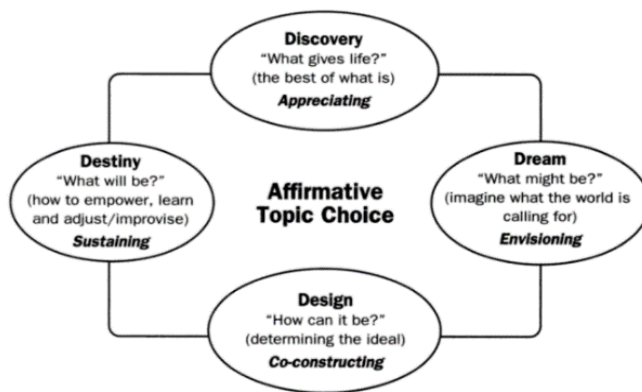 Discovery
“What gives life?”
(the best of what is)
Appreciating
Destiny
“What will be?”
(how to empower, learn
and adjust/improvise)
Sustaining
Affirmative
Topic Choice
Dream
“What might be?”
(imagine what the world is
calling for)
Envisioning
Design
“How can it be?”
(determining the ideal)
Co-constructing